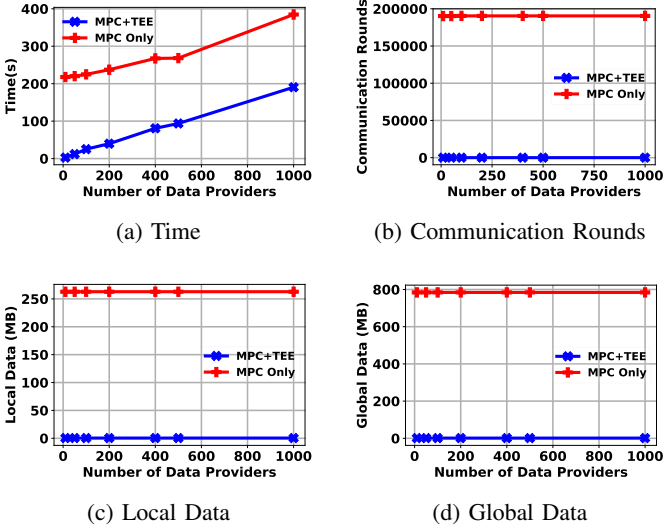 400
300
200
100
0
Time(s)
MPC+TEE
MPC Only
0 200 400 600 800 1000
Number of Data Providers
(a) Time
200000
150000
100000
50000
0
Communication Rounds
MPC+TEE
MPC Only
0 250 500 750 1000
Number of Data Providers
(b) Communication Rounds
250
200
150
100
50
0
Local Data (MB)
MPC+TEE
MPC Only
0 200 400 600 800 1000
Number of Data Providers
(c) Local Data
800
600
400
200
0
Global Data (MB)
MPC+TEE
MPC Only
0 200 400 600 800 1000
Number of Data Providers
(d) Global Data